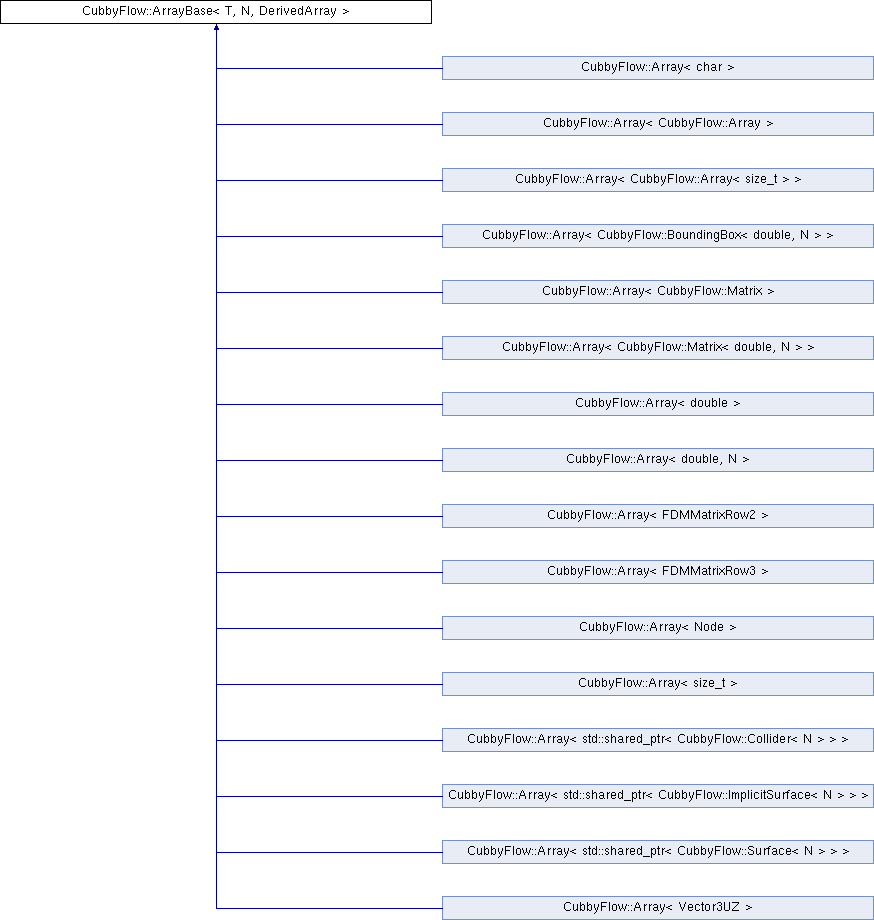 CubbyFlow::ArrayBase< T, N, DerivedArray >
CubbyFlow::Array< char >
CubbyFlow::Array< CubbyFlow::Array >
CubbyFlow::Array< CubbyFlow::Array< size_t > >
CubbyFlow::Array< CubbyFlow::BoundingBox< double, N > >
CubbyFlow::Array< CubbyFlow::Matrix >
CubbyFlow::Array< CubbyFlow::Matrix< double, N > >
CubbyFlow::Array< double >
CubbyFlow::Array< double, N >
CubbyFlow::Array< FDMMatrixRow2 >
CubbyFlow::Array< FDMMatrixRow3 >
CubbyFlow::Array< Node >
CubbyFlow::Array< size_t >
CubbyFlow::Array< std::shared_ptr< CubbyFlow::Collider< N > > >
CubbyFlow::Array< std::shared_ptr< CubbyFlow::ImplicitSurface< N > > >
CubbyFlow::Array< std::shared_ptr< CubbyFlow::Surface< N > > >
CubbyFlow::Array< Vector3UZ >